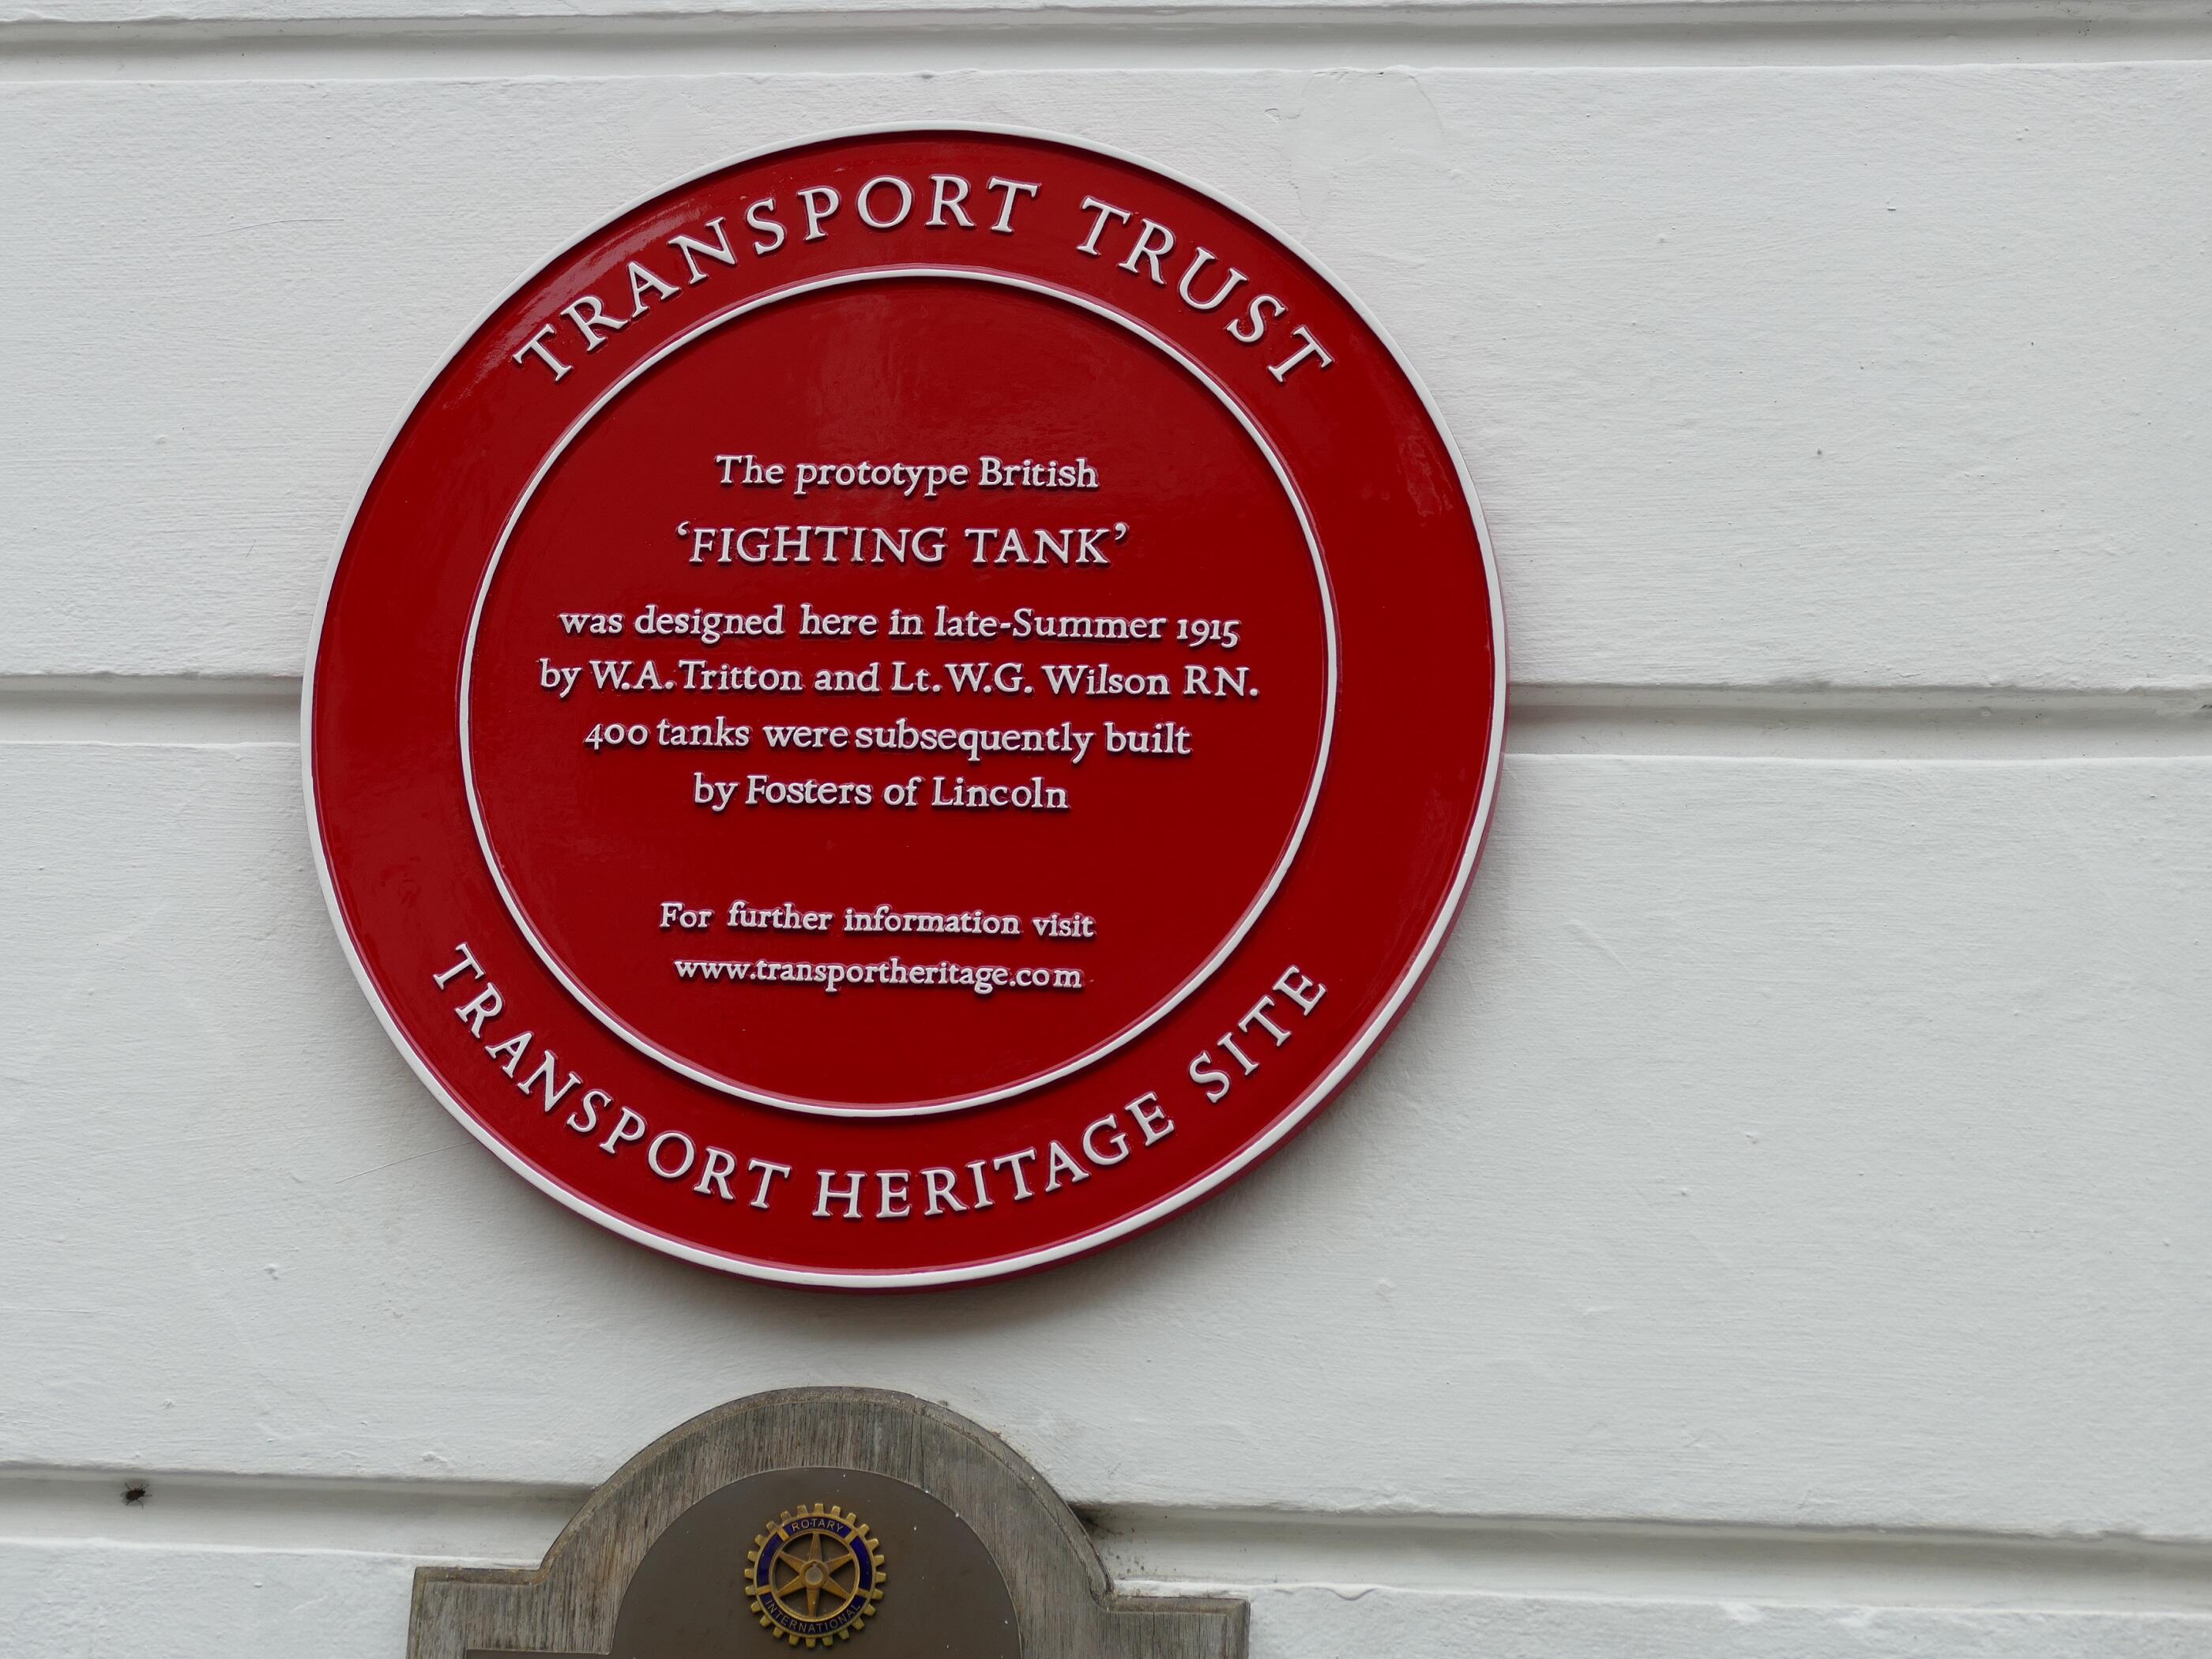 TRANSPORT TRUST
The prototype British
‘FIGHTING TANK’
was designed here in late-Summer 1915
by W.A. Tritton and Lt. W.G. Wilson RN.
400 tanks were subsequently built
by Fosters of Lincoln
For further information visit
www.transportheritage.com
TRANSPORT HERITAGE SITE
ROTARY
INTERNATIONAL